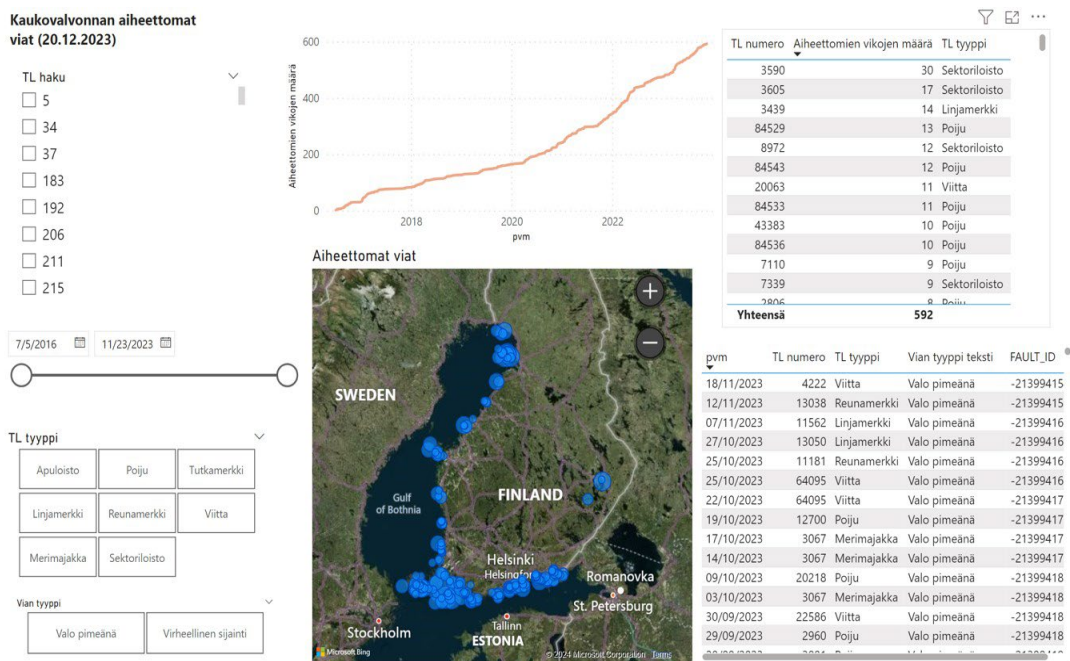 Kaukovalvonnan aiheettomat
viat (20.12.2023)
TL haku
5
34
37
183
192
206
211
215
7/5/2016 11/23/2023
TL tyyppi
Apuloisto Poiju Tutkamerkki
Linjamerkki Reunamerkki Viitta
Merimajakka Sektoriloisto
Vian tyyppi
Valo pimeänä Virheellinen sijainti
Aiheettomien vikojen määrä
600
400
200
0
2018 2020 2022
pvm
Aiheettomat viat
SWEDEN
Gulf
of Bothnia
FINLAND
Helsinki
Helsingfor
Romanovka
St. Petersburg
Stockholm
Tallinn
ESTONIA
Microsoft Bing
© 2024 Microsoft Corporation Terms
TL numero Aiheettomien vikojen määrä TL tyyppi
3590 30 Sektoriloisto
3605 17 Sektoriloisto
3439 14 Linjamerkki
84529 13 Poiju
8972 12 Sektoriloisto
84543 12 Poiju
20063 11 Viitta
84533 11 Poiju
43383 10 Poiju
84536 10 Poiju
7110 9 Poiju
7339 9 Sektoriloisto
2806 8 Poiju
Yhteensä 592
pvm TL numero TL tyyppi Vian tyyppi teksti FAULT_ID
18/11/2023 4222 Viitta Valo pimeänä -21399415
12/11/2023 13038 Reunamerkki Valo pimeänä -21399415
07/11/2023 11562 Linjamerkki Valo pimeänä -21399416
27/10/2023 13050 Linjamerkki Valo pimeänä -21399416
25/10/2023 11181 Reunamerkki Valo pimeänä -21399416
25/10/2023 64095 Viitta Valo pimeänä -21399416
22/10/2023 64095 Viitta Valo pimeänä -21399417
19/10/2023 12700 Poiju Valo pimeänä -21399417
17/10/2023 3067 Merimajakka Valo pimeänä -21399417
14/10/2023 3067 Merimajakka Valo pimeänä -21399417
09/10/2023 20218 Poiju Valo pimeänä -21399418
03/10/2023 3067 Merimajakka Valo pimeänä -21399418
30/09/2023 22586 Viitta Valo pimeänä -21399418
29/09/2023 2960 Poiju Valo pimeänä -21399418